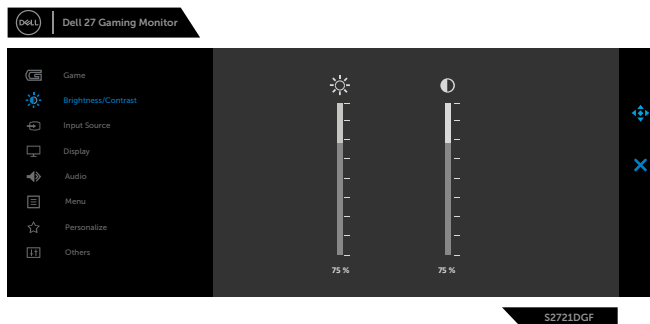 DELL
Dell 27 Gaming Monitor
Game
Brightness/Contrast
Input Source
Display
Audio
Menu
Personalize
Others
75 %
75 %
S2721DGF